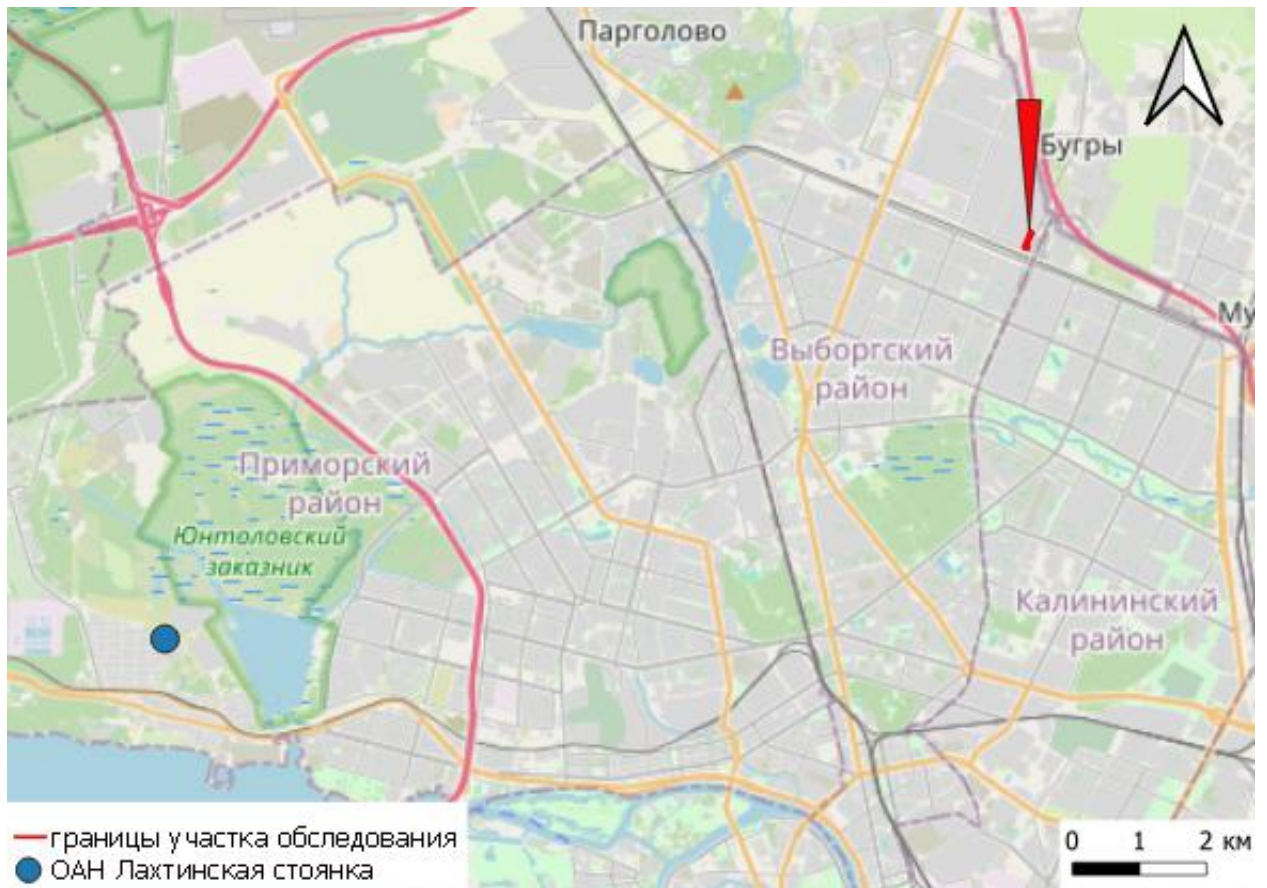 Парголово
Бугры
Му
Выборгский
район
Приморский
район
Юнтоловский
заказник
Калининский
район
границы участка обследования
ОАН Лахтинская стоянка
0 1 2 км